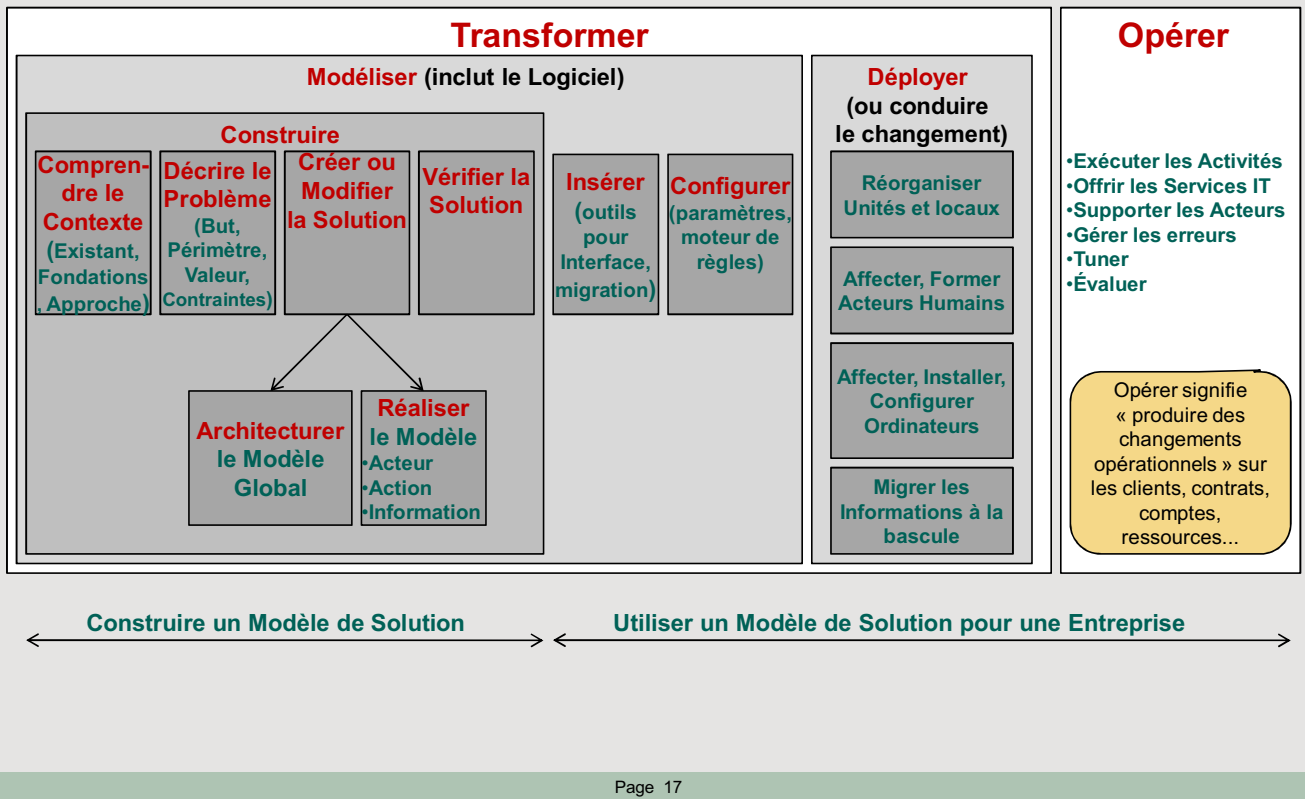 Transformer
Modéliser (inclut le Logiciel)
Construire
Compren-
dre le
Contexte
(Existant,
Fondations
, Approche)
Décrire le
Problème
(But,
Périmètre,
Valeur,
Contraintes)
Créer ou
Modifier
la Solution
Vérifier la
Solution
Architecturer
le Modèle
Global
Réaliser
le Modèle
•Acteur
•Action
•Information
Insérer
(outils
pour
Interface,
migration)
Configurer
(paramètres,
moteur de
règles)
Déployer
(ou conduire
le changement)
Réorganiser
Unités et locaux
Affecter, Former
Acteurs Humains
Affecter, Installer,
Configurer
Ordinateurs
Migrer les
Informations à la
bascule
Opérer
•Exécuter les Activités
•Offrir les Services IT
•Supporter les Acteurs
•Gérer les erreurs
•Tuner
•Évaluer
Opérer signifie
« produire des
changements
opérationnels » sur
les clients, contrats,
comptes,
ressources...
Construire un Modèle de Solution
Utiliser un Modèle de Solution pour une Entreprise
Page 17